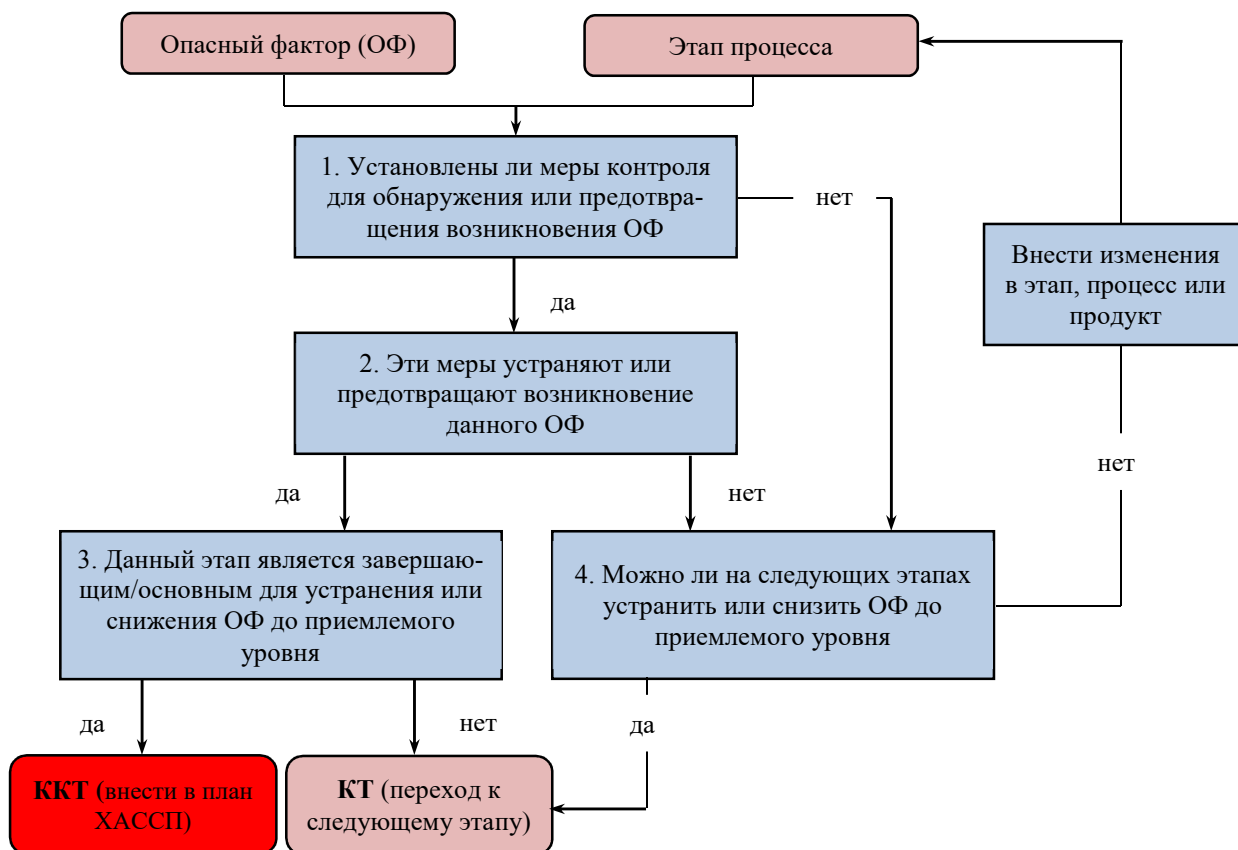 Опасный фактор (ОФ)
Этап процесса
1. Установлены ли меры контроля
для обнаружения или предотвра-
щения возникновения ОФ
нет
Внести изменения
в этап, процесс или
продукт
да
2. Эти меры устраняют или
предотвращают возникновение
данного ОФ
нет
да
нет
3. Данный этап является завершаю-
щим/основным для устранения или
снижения ОФ до приемлемого
уровня
4. Можно ли на следующих этапах
устранить или снизить ОФ до
приемлемого уровня
да
нет
да
ККТ (внести в план
ХАССП)
КТ (переход к
следующему этапу)